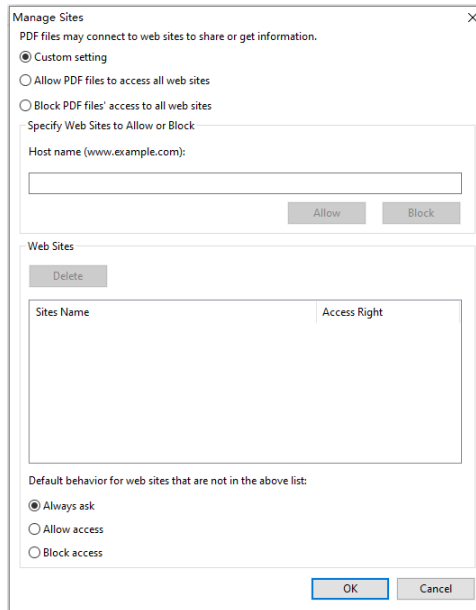 Manage Sites
PDF files may connect to web sites to share or get information.
Custom setting
Allow PDF files to access all web sites
Block PDF files' access to all web sites
Specify Web Sites to Allow or Block
Host name (www.example.com):
Allow Block
Web Sites
Delete
Sites Name Access Right
Default behavior for web sites that are not in the above list:
Always ask
Allow access
Block access
OK Cancel